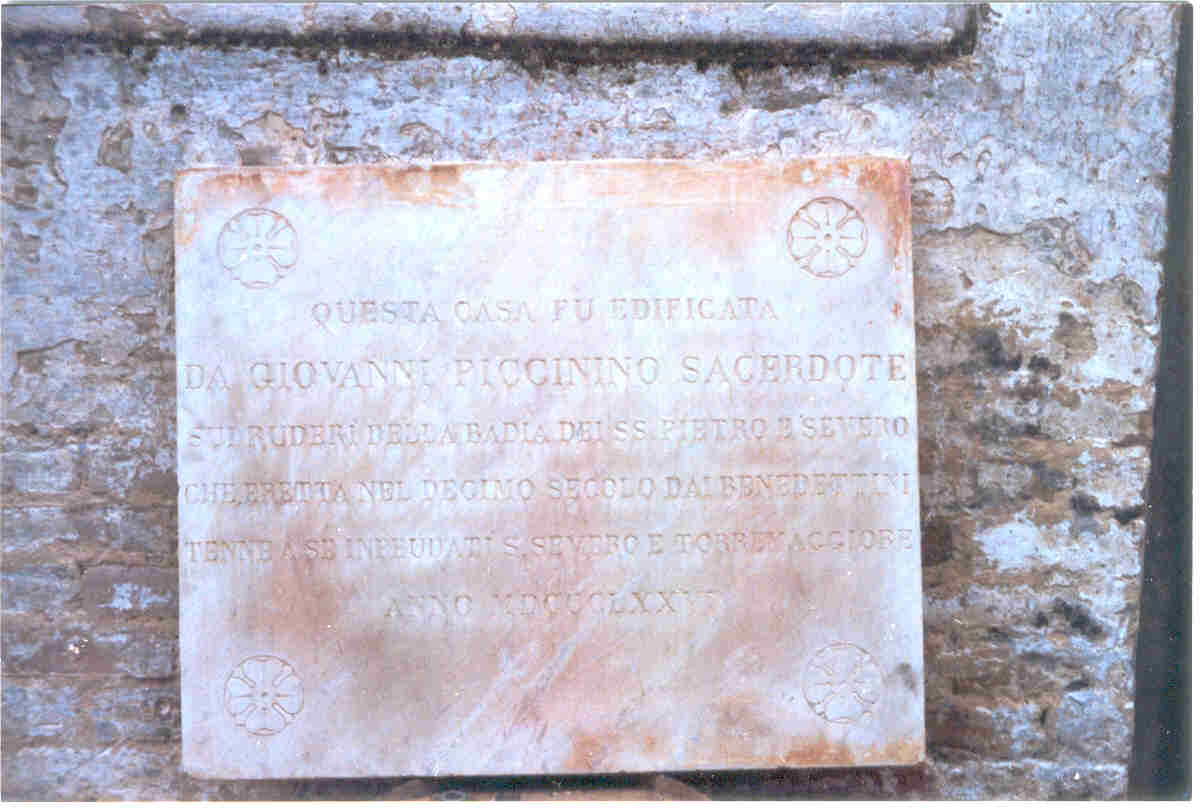 QUESTA CASA FU EDIFICATA
DA GIOVANNI PICCININO SACERDOTE
SUI RUDERI DELLA BADIA DEI SS. PIETRO E SEVERO
CHE ERETTA NEL DECIMO SECOLO DAI BENEDETTINI
TENNE A SE INFEUDATI S. SEVERO E TORREMAGGIORE
ANNO